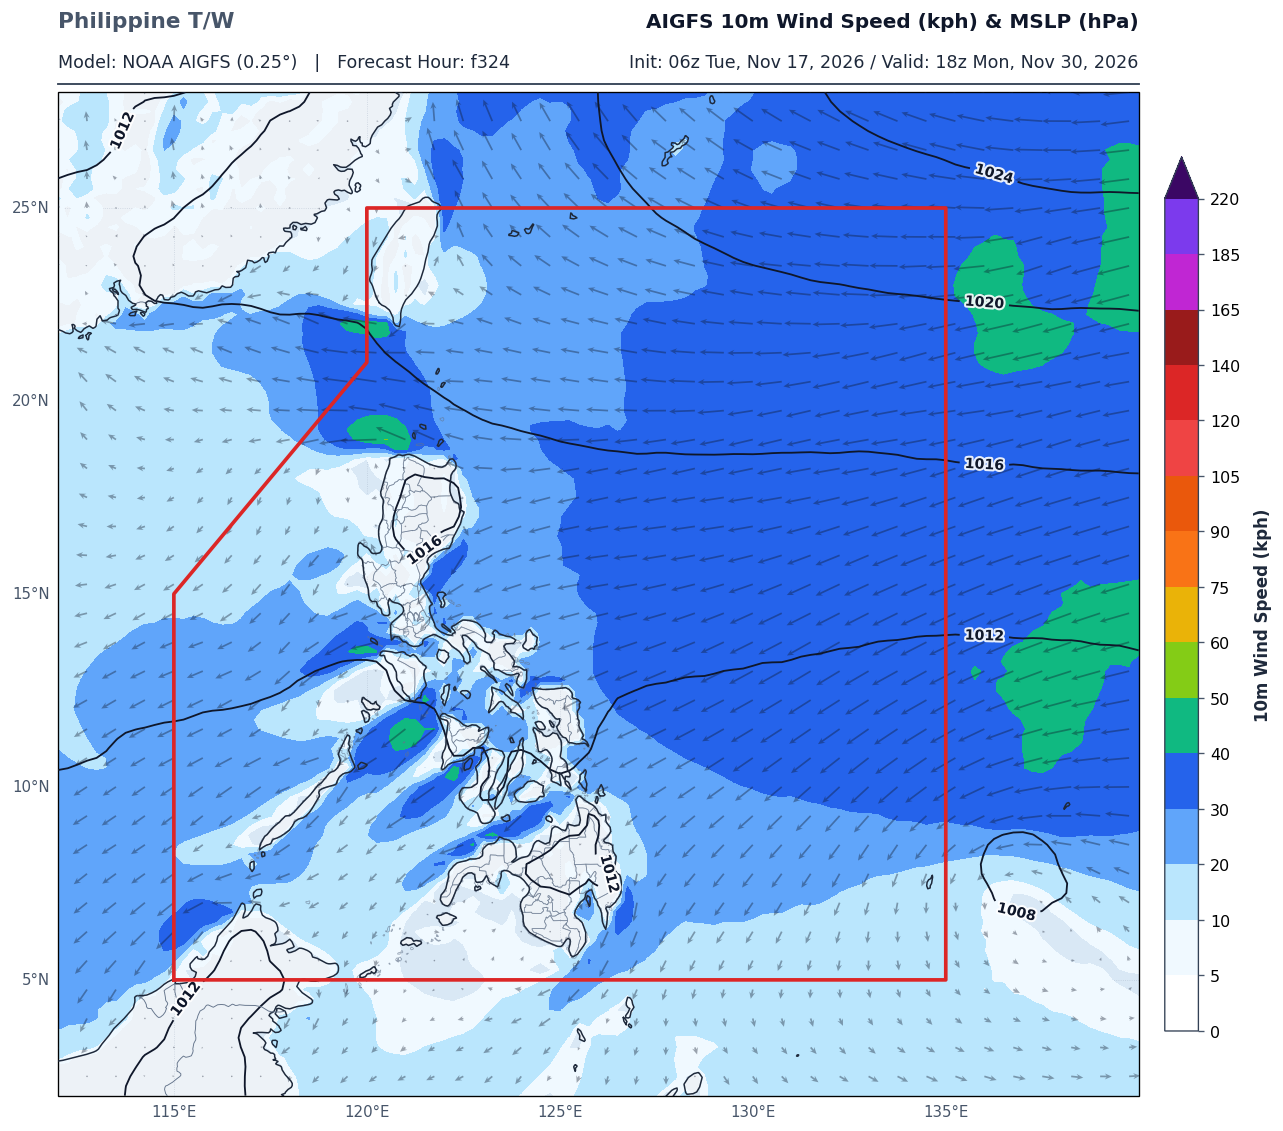 Philippine T/W
AIGFS 10m Wind Speed (kph) & MSLP (hPa)
Model: NOAA AIGFS (0.25°) | Forecast Hour: f324
Init: 06z Tue, Nov 17, 2026 / Valid: 18z Mon, Nov 30, 2026
1012
1024
1020
1016
1016
1012
1012
1008
1012
25°N
20°N
15°N
10°N
5°N
115°E
120°E
125°E
130°E
135°E
220
185
165
140
120
105
90
75
60
50
40
30
20
10
5
0
10m Wind Speed (kph)